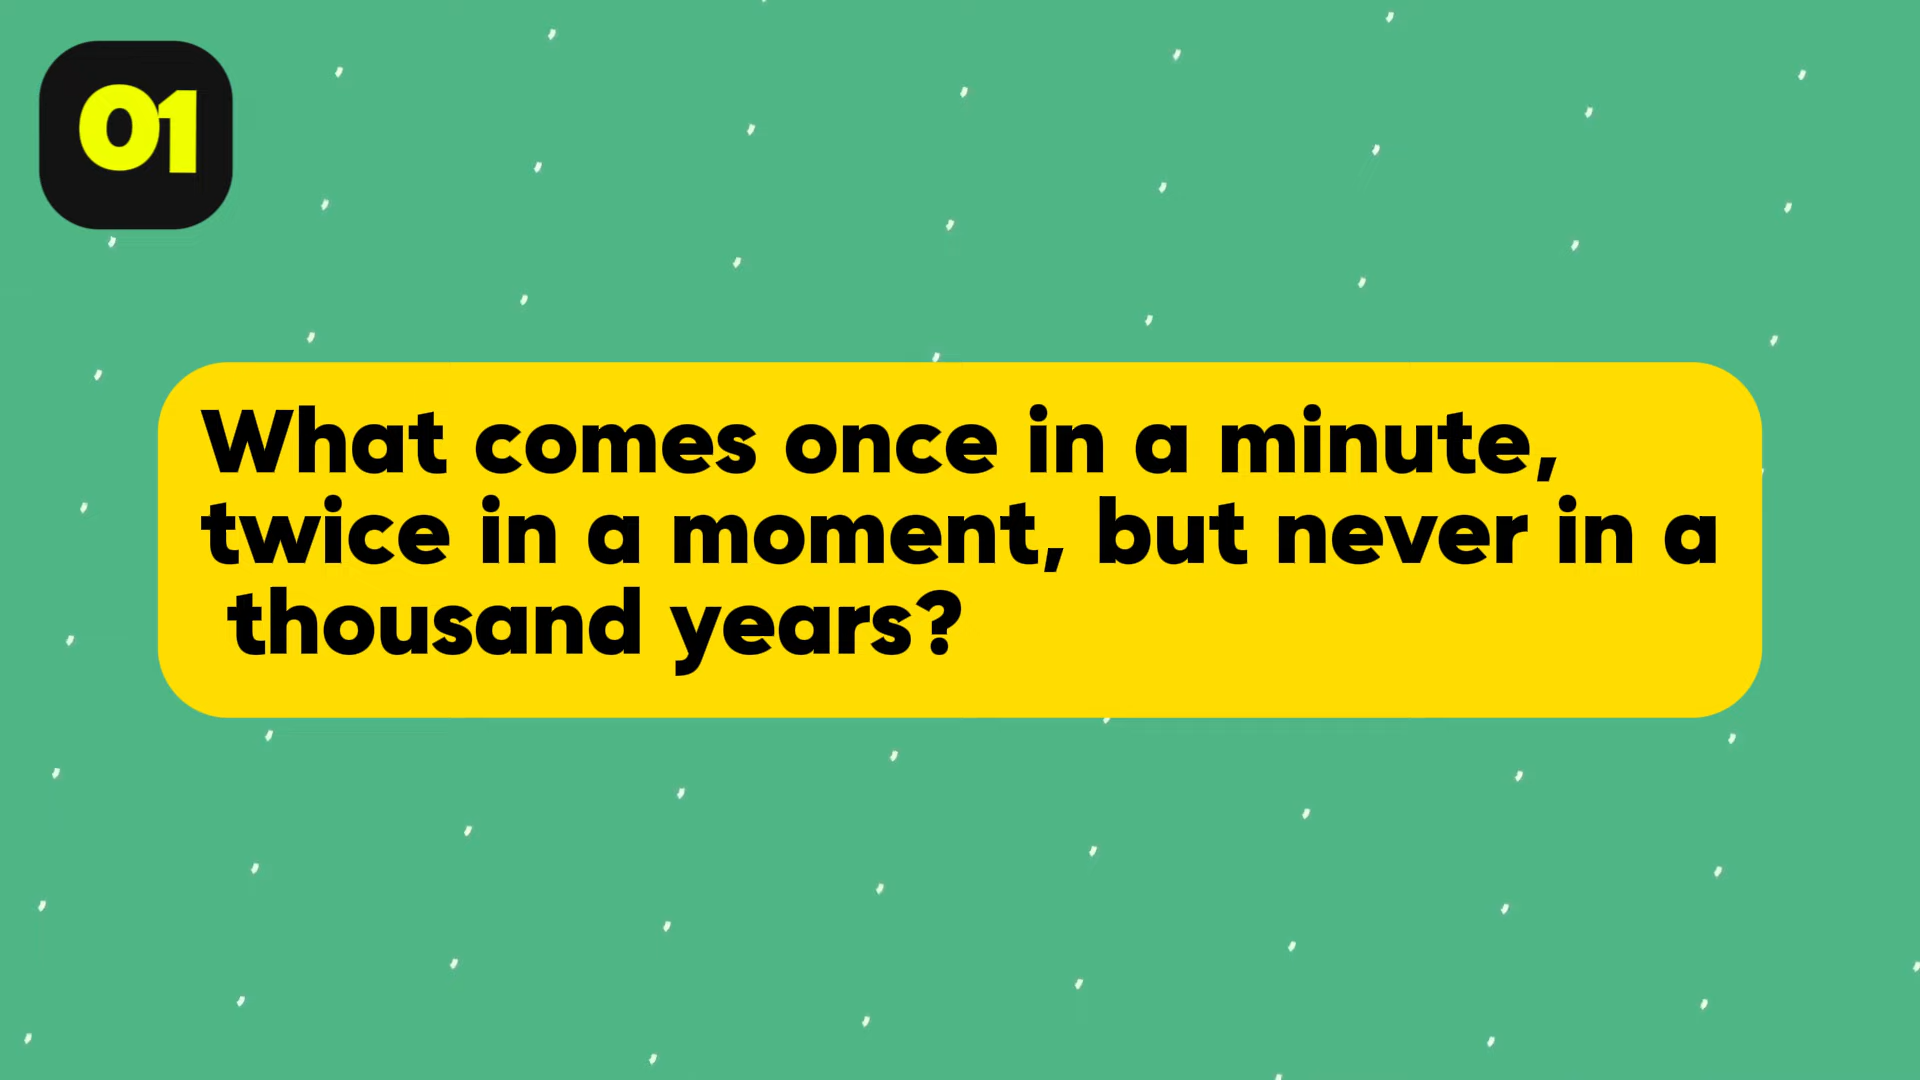 01
What comes once in a minute,
twice in a moment, but never in a
thousand years?